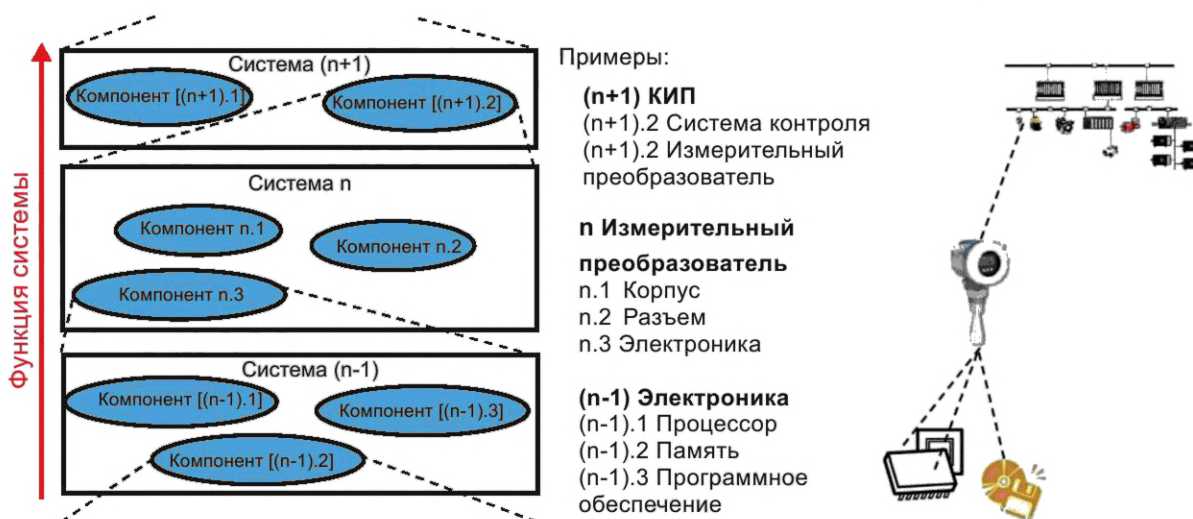 Функция системы
Система (n+1)
Компонент [(n+1).1]
Компонент [(n+1).2]
Система n
Компонент n.1
Компонент n.2
Компонент n.3
Система (n-1)
Компонент [(n-1).1]
Компонент [(n-1).3]
Компонент [(n-1).2]
Примеры:
(n+1) КИП
(n+1).2 Система контроля
(n+1).2 Измерительный
преобразователь
n Измерительный
преобразователь
n.1 Корпус
n.2 Разъем
n.3 Электроника
(n-1) Электроника
(n-1).1 Процессор
(n-1).2 Память
(n-1).3 Программное
обеспечение